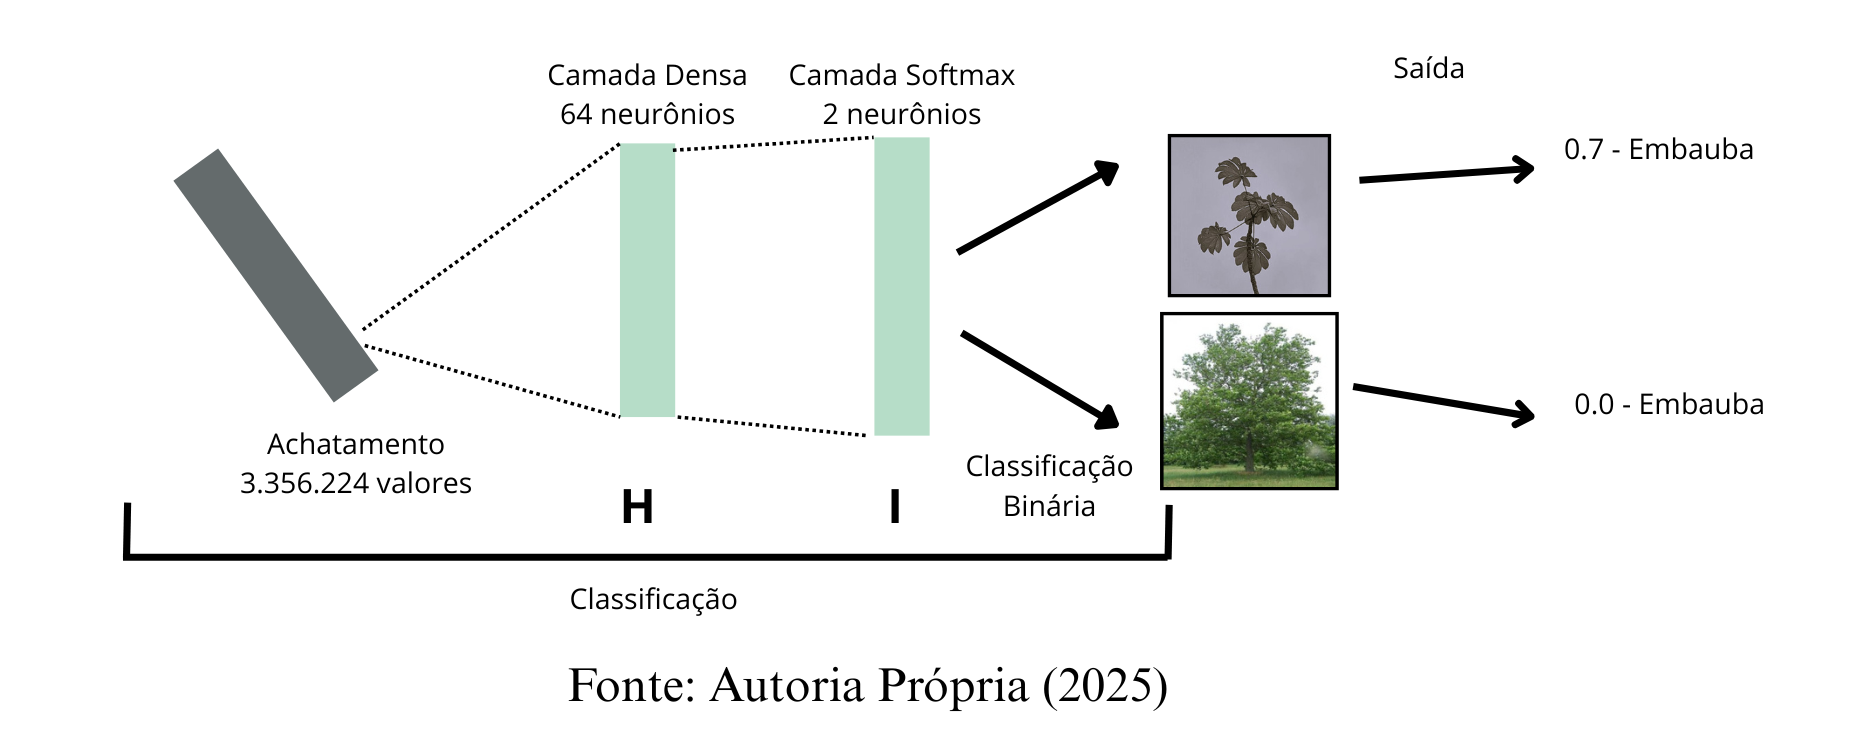 Camada Densa
64 neurônios
Camada Softmax
2 neurônios
Saída
0.7 - Embauba
0.0 - Embauba
Achatamento
3.356.224 valores
H
I
Classificação
Binária
Classificação
Fonte: Autoria Própria (2025)